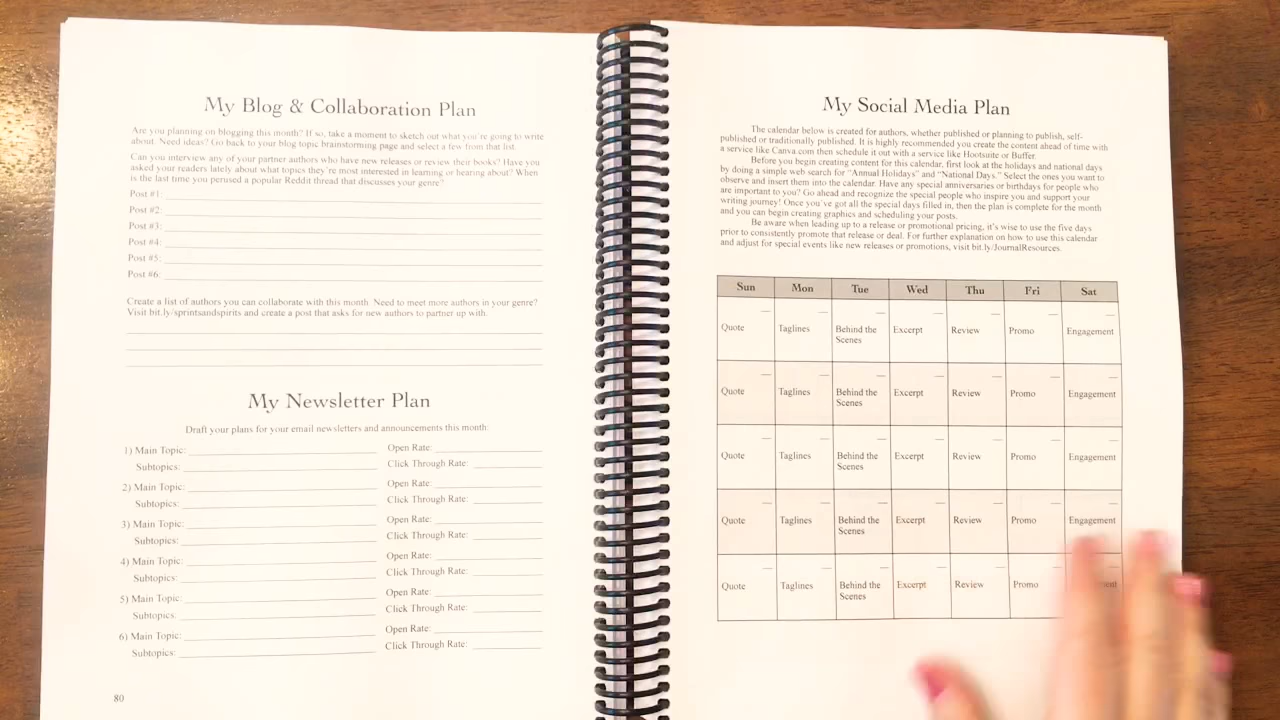 My Blog & Collaboration Plan
Are you planning on blogging this month? If so, take a moment to sketch out what you're going to write
about. Need ideas? Go back to your blog topic brainstorming page and select a few from that list.
Can you interview any of your partner authors who have new releases or review their books? Have you
asked your readers lately about what topics they're most interested in learning or hearing about? When
is the last time you perused a popular Reddit thread that discusses your genre?
Post #1:
Post #2:
Post #3:
Post #4:
Post #5:
Post #6:
Create a list of authors you can collaborate with this month. Need to meet more authors in your genre?
Visit bit.ly/sprintsandspirits and create a post that asks for new authors to partner up with.
My Newsletter Plan
Draft your plans for your email newsletters and announcements this month:
1) Main Topic: Open Rate:
Subtopics: Click Through Rate:
2) Main Topic: Open Rate:
Subtopics: Click Through Rate:
3) Main Topic: Open Rate:
Subtopics: Click Through Rate:
4) Main Topic: Open Rate:
Subtopics: Click Through Rate:
5) Main Topic: Open Rate:
Subtopics: Click Through Rate:
6) Main Topic: Open Rate:
Subtopics: Click Through Rate:
80
My Social Media Plan
The calendar below is created for authors, whether published or planning to publish, self-
published or traditionally published. It is highly recommended you create the content ahead of time with
a service like Canva.com then schedule it out with a service like Hootsuite or Buffer.
Before you begin creating content for this calendar, first look at the holidays and national days
by doing a simple web search for "Annual Holidays" and "National Days." Select the ones you want to
observe and insert them into the calendar. Have any special anniversaries or birthdays for people who
are important to you? Go ahead and recognize the special people who inspire you and support your
writing journey! Once you've got all the special days filled in, then the plan is complete for the month
and you can begin creating graphics and scheduling your posts.
Be aware when leading up to a release or promotional pricing, it's wise to use the five days
prior to consistently promote that release or deal. For further explanation on how to use this calendar
and adjust for special events like new releases or promotions, visit bit.ly/JournalResources.
Sun Mon Tue Wed Thu Fri Sat
Quote Taglines Behind the Excerpt Review Promo Engagement
Scenes
Quote Taglines Behind the Excerpt Review Promo Engagement
Scenes
Quote Taglines Behind the Excerpt Review Promo Engagement
Scenes
Quote Taglines Behind the Excerpt Review Promo Engagement
Scenes
Quote Taglines Behind the Excerpt Review Promo
Scenes